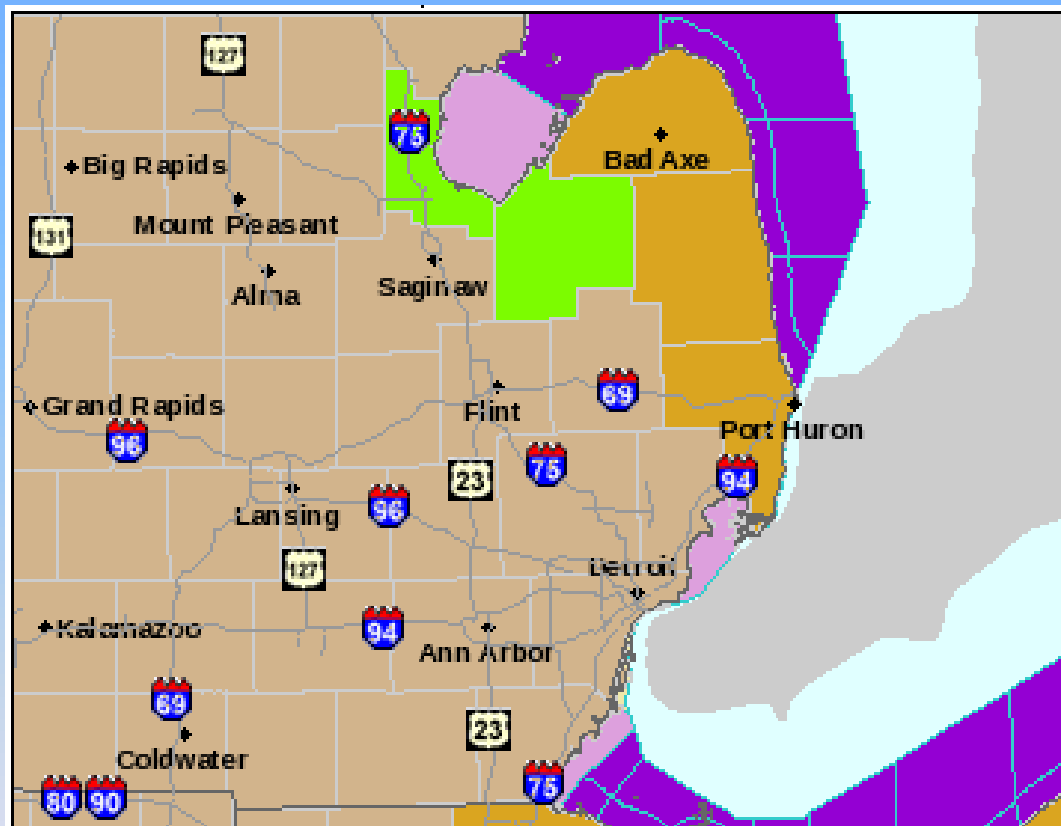 127
75
Bad Axe
Big Rapids
Mount Pleasant
131
Saginaw
Alma
69
Grand Rapids
Flint
Port Huron
96
75
23
94
96
Lansing
127
Detroit
Kalamazoo
94
Ann Arbor
69
23
Coldwater
75
80
90